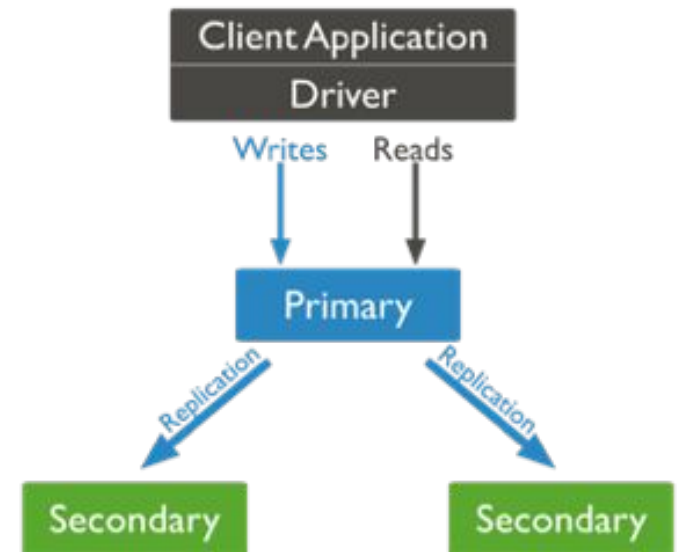 Client Application
Driver
Writes Reads
Primary
Replication Replication
Secondary Secondary